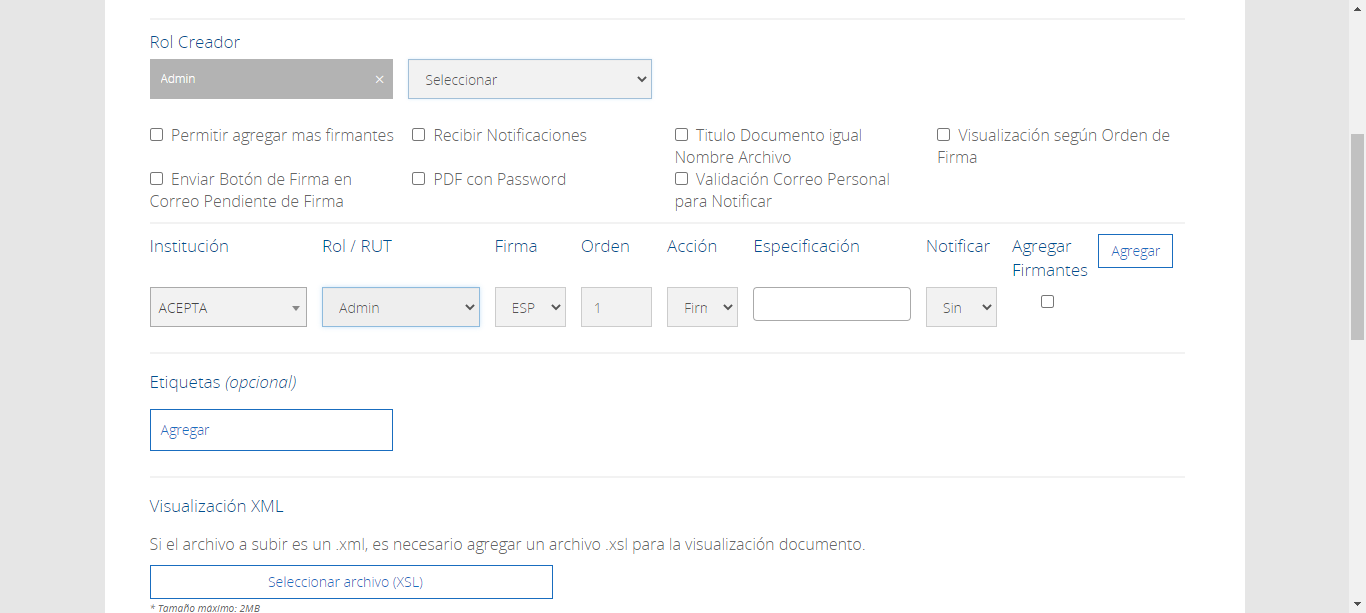 Rol Creador
Admin ×
Seleccionar
Permitir agregar mas firmantes
Recibir Notificaciones
Titulo Documento igual
Nombre Archivo
Visualización según Orden de
Firma
Enviar Botón de Firma en
Correo Pendiente de Firma
PDF con Password
Validación Correo Personal
para Notificar
Institución Rol / RUT Firma Orden Acción Especificación Notificar Agregar
Firmantes
Agregar
ACEPTA Admin ESP 1 Firn Sin
Etiquetas (opcional)
Agregar
Visualización XML
Si el archivo a subir es un .xml, es necesario agregar un archivo .xsl para la visualización documento.
Seleccionar archivo (XSL)
* Tamaño máximo: 2MB